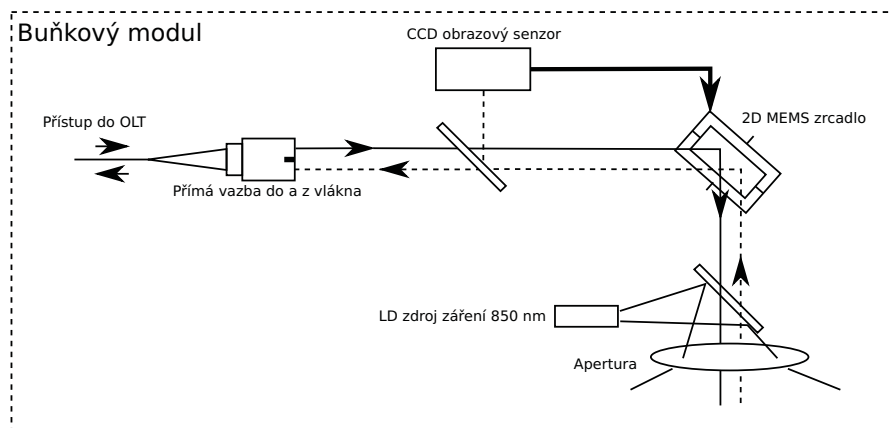 Buňkový modul
CCD obrazový senzor
2D MEMS zrcadlo
Přístup do OLT
Přímá vazba do a z vlákna
LD zdroj záření 850 nm
Apertura